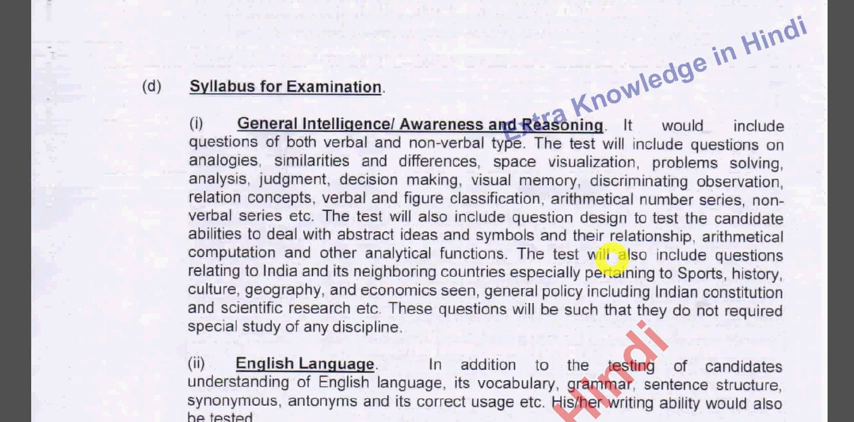 Extra Knowledge in Hindi
(d) Syllabus for Examination.
(i) General Intelligence/ Awareness and Reasoning. It would include
questions of both verbal and non-verbal type. The test will include questions on
analogies, similarities and differences, space visualization, problems solving,
analysis, judgment, decision making, visual memory, discriminating observation,
relation concepts, verbal and figure classification, arithmetical number series, non-
verbal series etc. The test will also include question design to test the candidate
abilities to deal with abstract ideas and symbols and their relationship, arithmetical
computation and other analytical functions. The test will also include questions
relating to India and its neighboring countries especially pertaining to Sports, history,
culture, geography, and economics seen, general policy including Indian constitution
and scientific research etc. These questions will be such that they do not required
special study of any discipline.
(ii) English Language. In addition to the testing of candidates
understanding of English language, its vocabulary, grammar, sentence structure,
synonymous, antonyms and its correct usage etc. His/her writing ability would also
be tested
Hindi